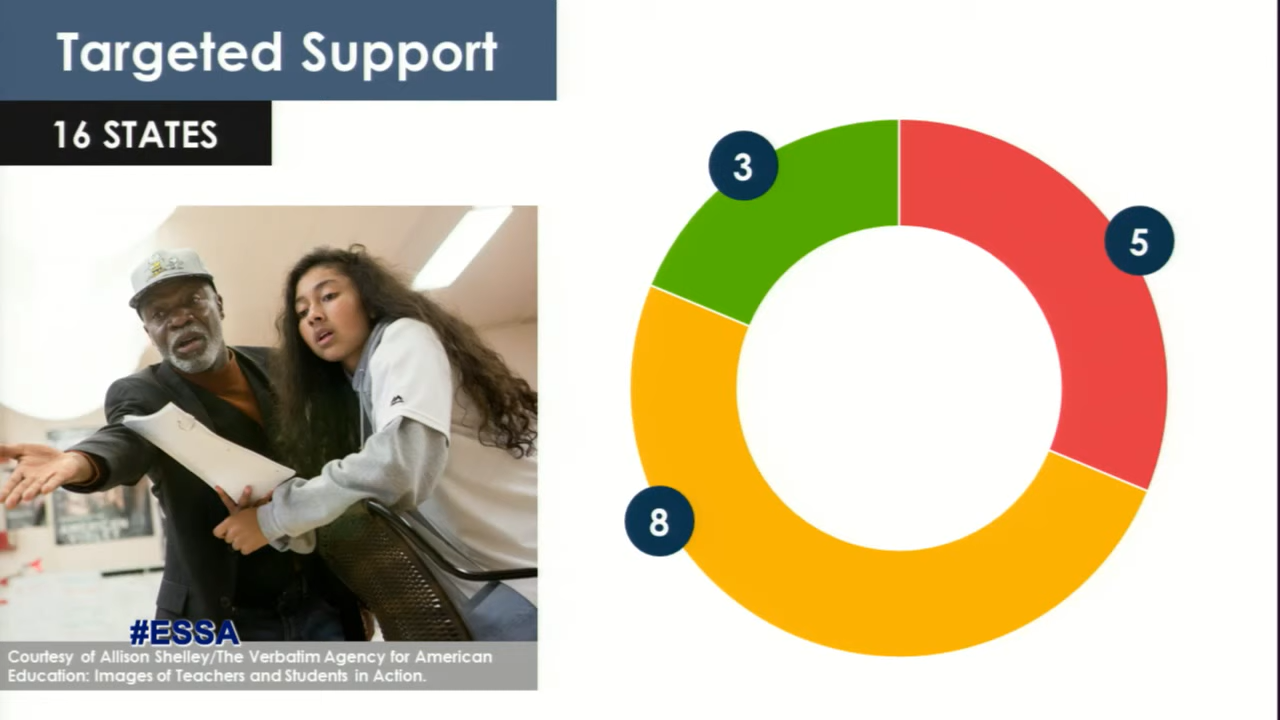 Targeted Support
16 STATES
3
5
8
#ESSA
Courtesy of Allison Shelley/The Verbatim Agency for American
Education: Images of Teachers and Students in Action.